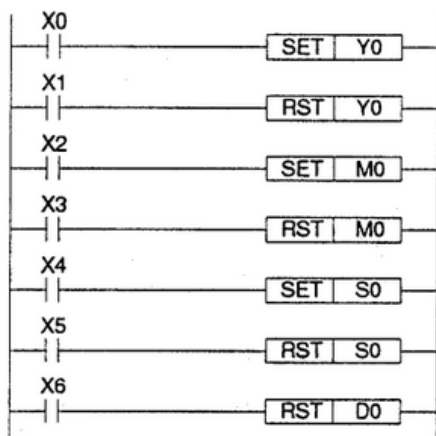 X0
SET Y0
X1
RST Y0
X2
SET M0
X3
RST M0
X4
SET S0
X5
RST S0
X6
RST D0